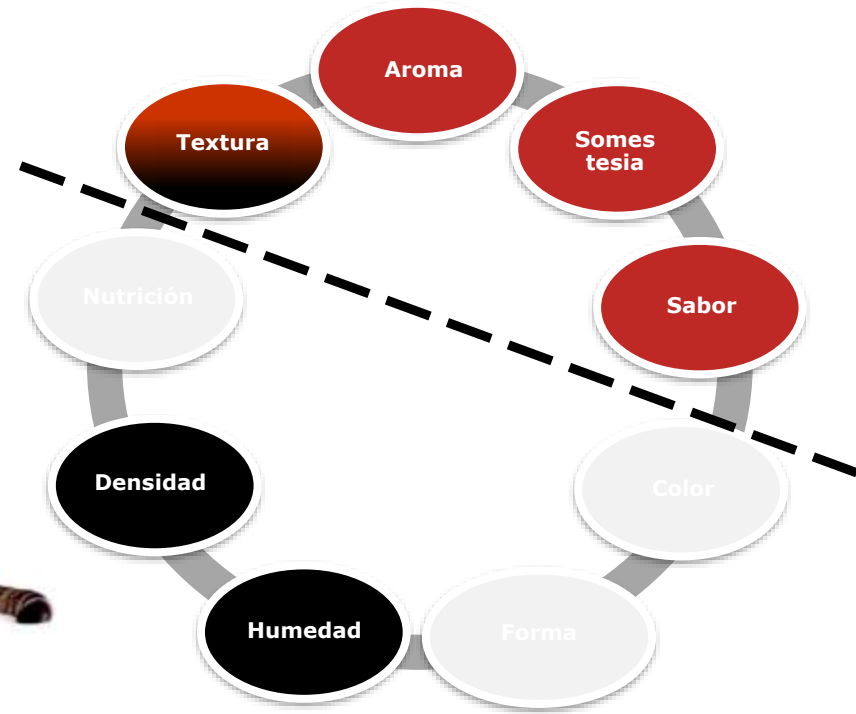 Aroma
Textura
Somes
tesia
Nutrición
Sabor
Densidad
Color
Humedad
Forma